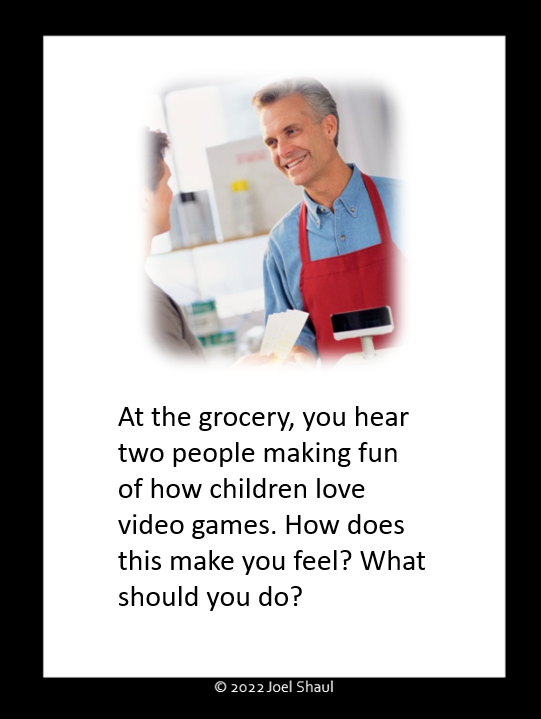 At the grocery, you hear
two people making fun
of how children love
video games. How does
this make you feel? What
should you do?
© 2022 Joel Shaul